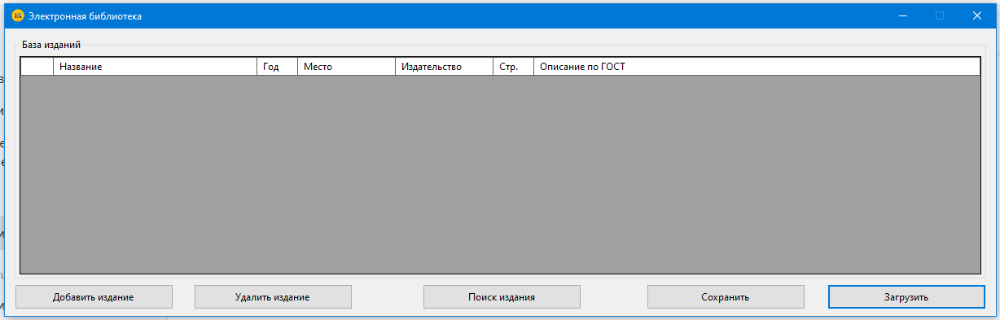 Электронная библиотека
База изданий
Название Год Место Издательство Стр. Описание по ГОСТ
Добавить издание Удалить издание Поиск издания Сохранить Загрузить